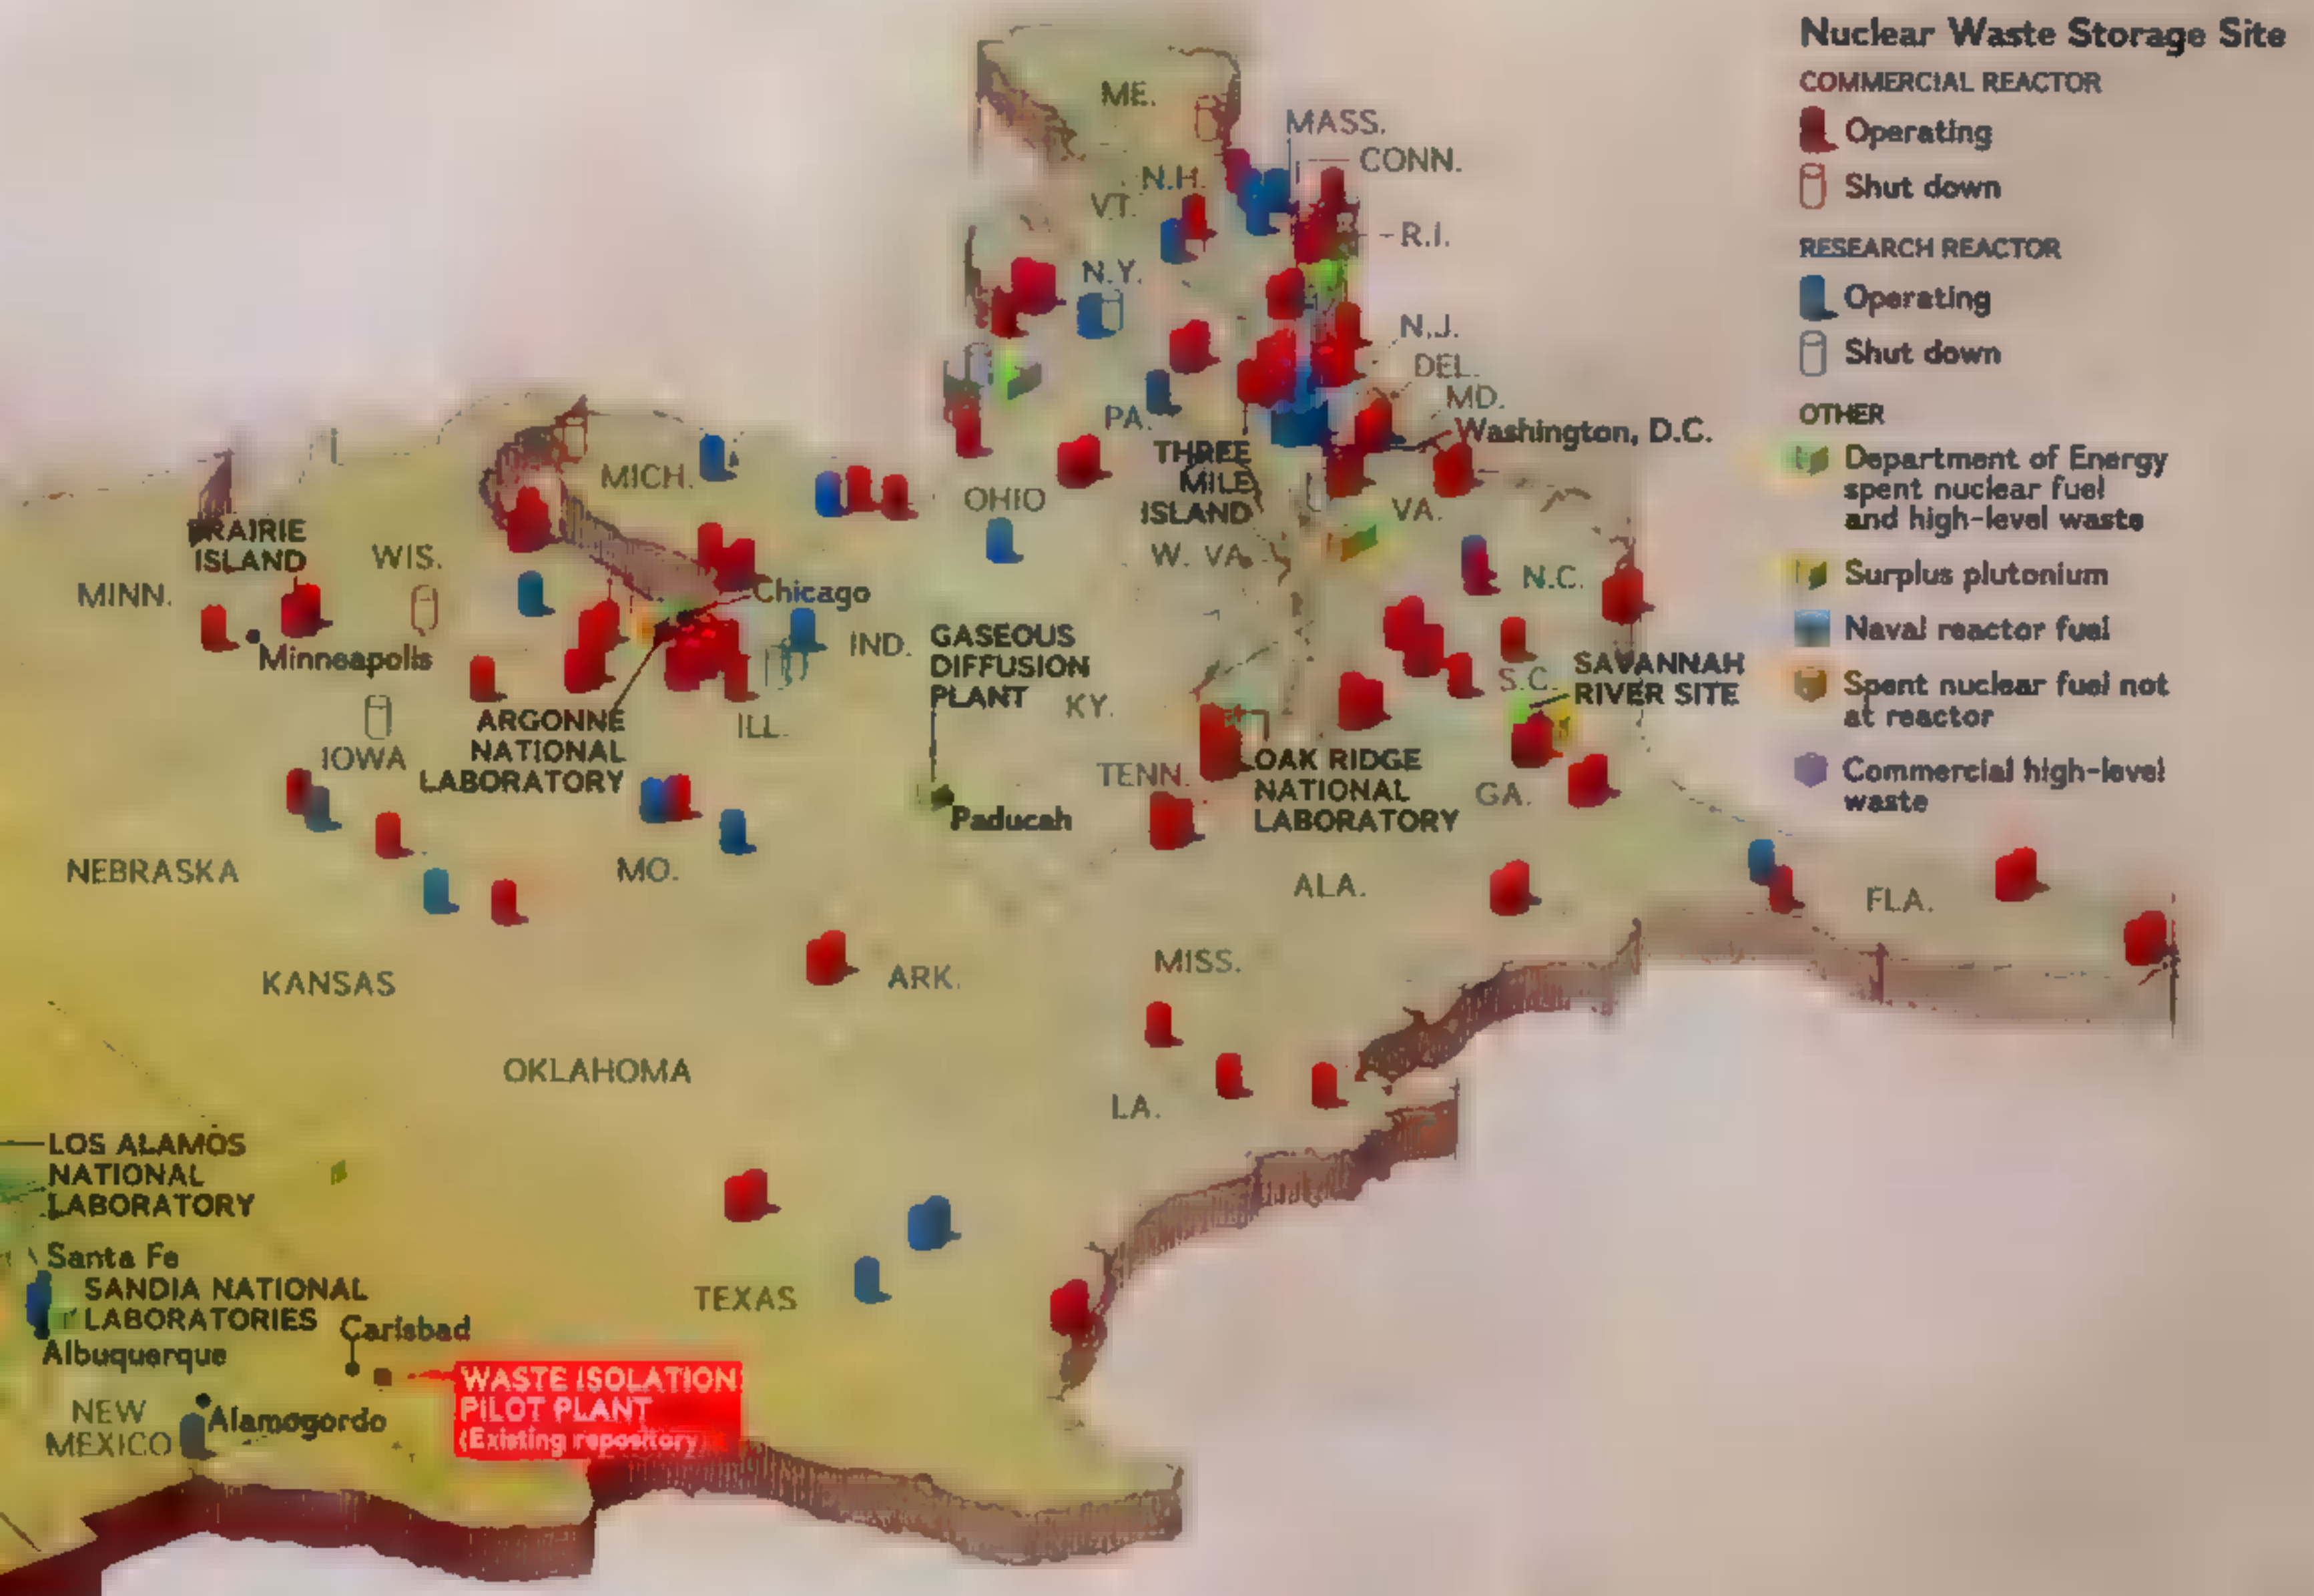 Nuclear Waste Storage Site
COMMERCIAL REACTOR
Operating
Shut down
RESEARCH REACTOR
Operating
Shut down
OTHER
Department of Energy
spent nuclear fuel
and high-level waste
Surplus plutonium
Naval reactor fuel
Spent nuclear fuel not
at reactor
Commercial high-level
waste
ME.
MASS.
CONN.
N.H.
VT.
R.I.
N.Y.
N.J.
DEL.
MD.
PA.
Washington, D.C.
THREE
MILE
ISLAND
MICH.
OHIO
VA.
W. VA.
PRAIRIE
ISLAND
WIS.
MINN.
Minneapolis
Chicago
IND.
N.C.
GASEOUS
DIFFUSION
PLANT
KY.
S.C.
SAVANNAH
RIVER SITE
ARGONNE
NATIONAL
LABORATORY
ILL.
IOWA
TENN.
OAK RIDGE
NATIONAL
LABORATORY
GA.
Paducah
NEBRASKA
MO.
ALA.
FLA.
KANSAS
ARK.
MISS.
OKLAHOMA
LA.
LOS ALAMOS
NATIONAL
LABORATORY
Santa Fe
SANDIA NATIONAL
LABORATORIES
Albuquerque
Carlsbad
TEXAS
WASTE ISOLATION
PILOT PLANT
(Existing repository)
NEW
MEXICO
Alamogordo